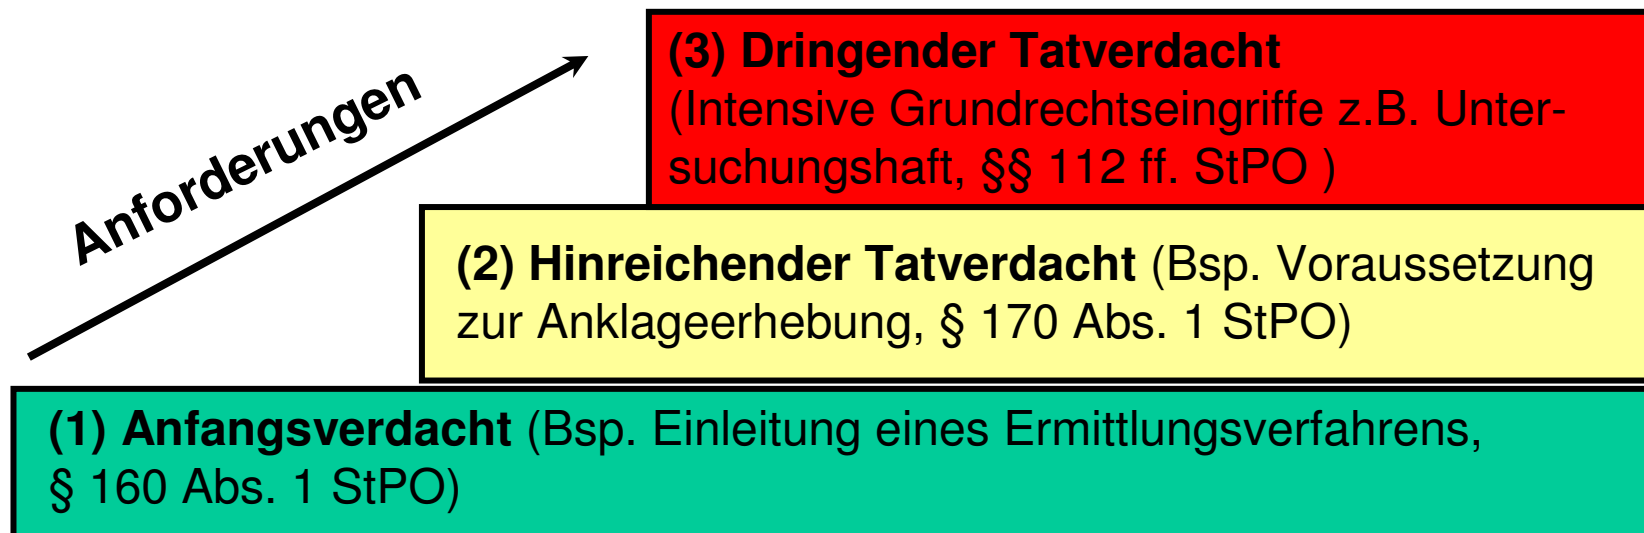 Anforderungen
(3) Dringender Tatverdacht
(Intensive Grundrechtseingriffe z.B. Unter-
suchungshaft, §§ 112 ff. StPO )
(2) Hinreichender Tatverdacht (Bsp. Voraussetzung
zur Anklageerhebung, § 170 Abs. 1 StPO)
(1) Anfangsverdacht (Bsp. Einleitung eines Ermittlungsverfahrens,
§ 160 Abs. 1 StPO)